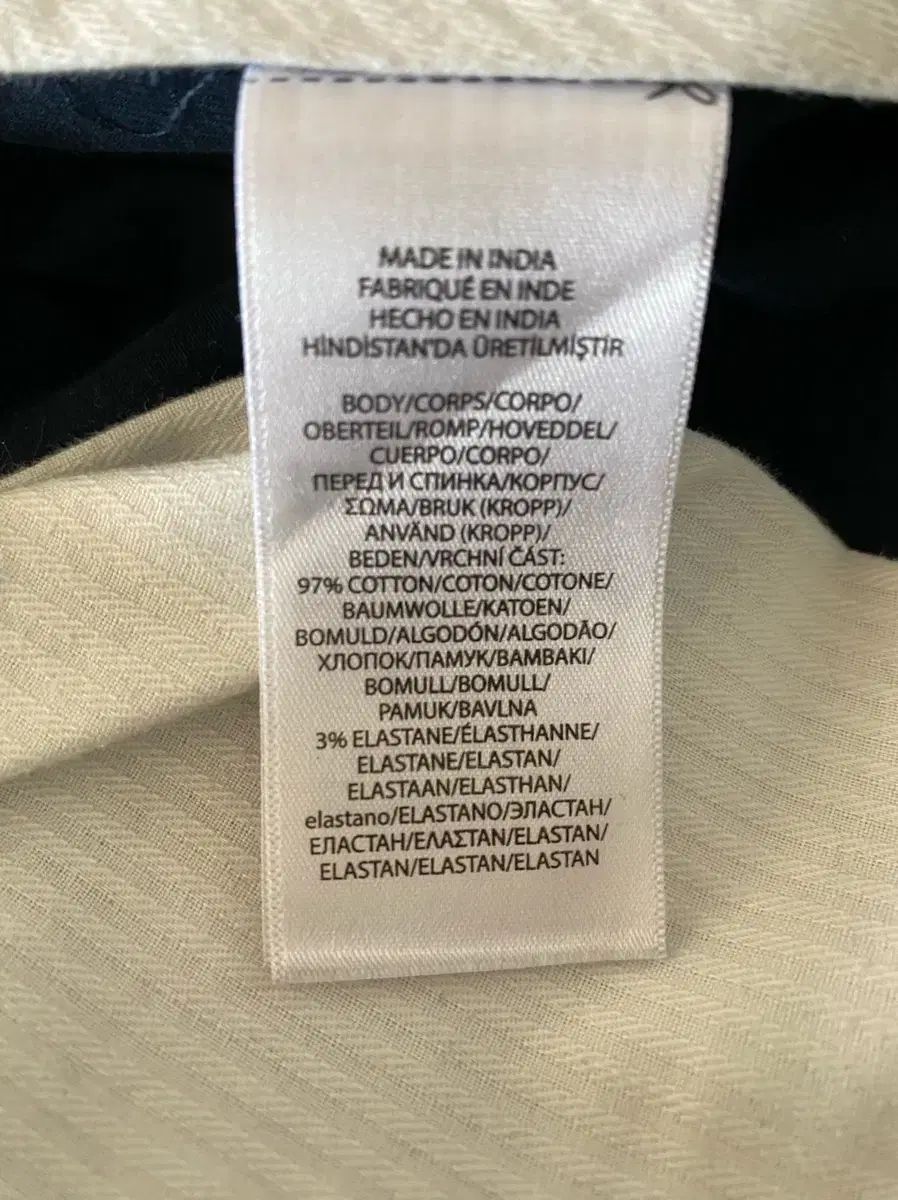 MADE IN INDIA
FABRIQUÉ EN INDE
HECHO EN INDIA
HİNDİSTAN'DA ÜRETİLMİŞTİR
BODY/CORPS/CORPO/
OBERTEIL/ROMP/HOVEDDEL/
CUERPO/CORPO/
ПЕРЕД И СПИНКА/КОРПУС/
ΣΩΜΑ/BRUK (KROPP)/
ANVÄND (KROPP)/
BEDEN/VRCHNÍ ČÁST:
97% COTTON/COTON/COTONE/
BAUMWOLLE/KATOEN/
BOMULD/ALGODÓN/ALGODÃO/
ХЛОПОК/ПАМУК/ΒΑΜΒΑΚΙ/
BOMULL/BOMULL/
PAMUK/BAVLNA
3% ELASTANE/ÉLASTHANNE/
ELASTANE/ELASTAN/
ELASTAAN/ELASTHAN/
elastano/ELASTANO/ЭЛАСТАН/
ЕЛАСТАН/ΕΛΑΣΤΑΝ/ELASTAN/
ELASTAN/ELASTAN/ELASTAN